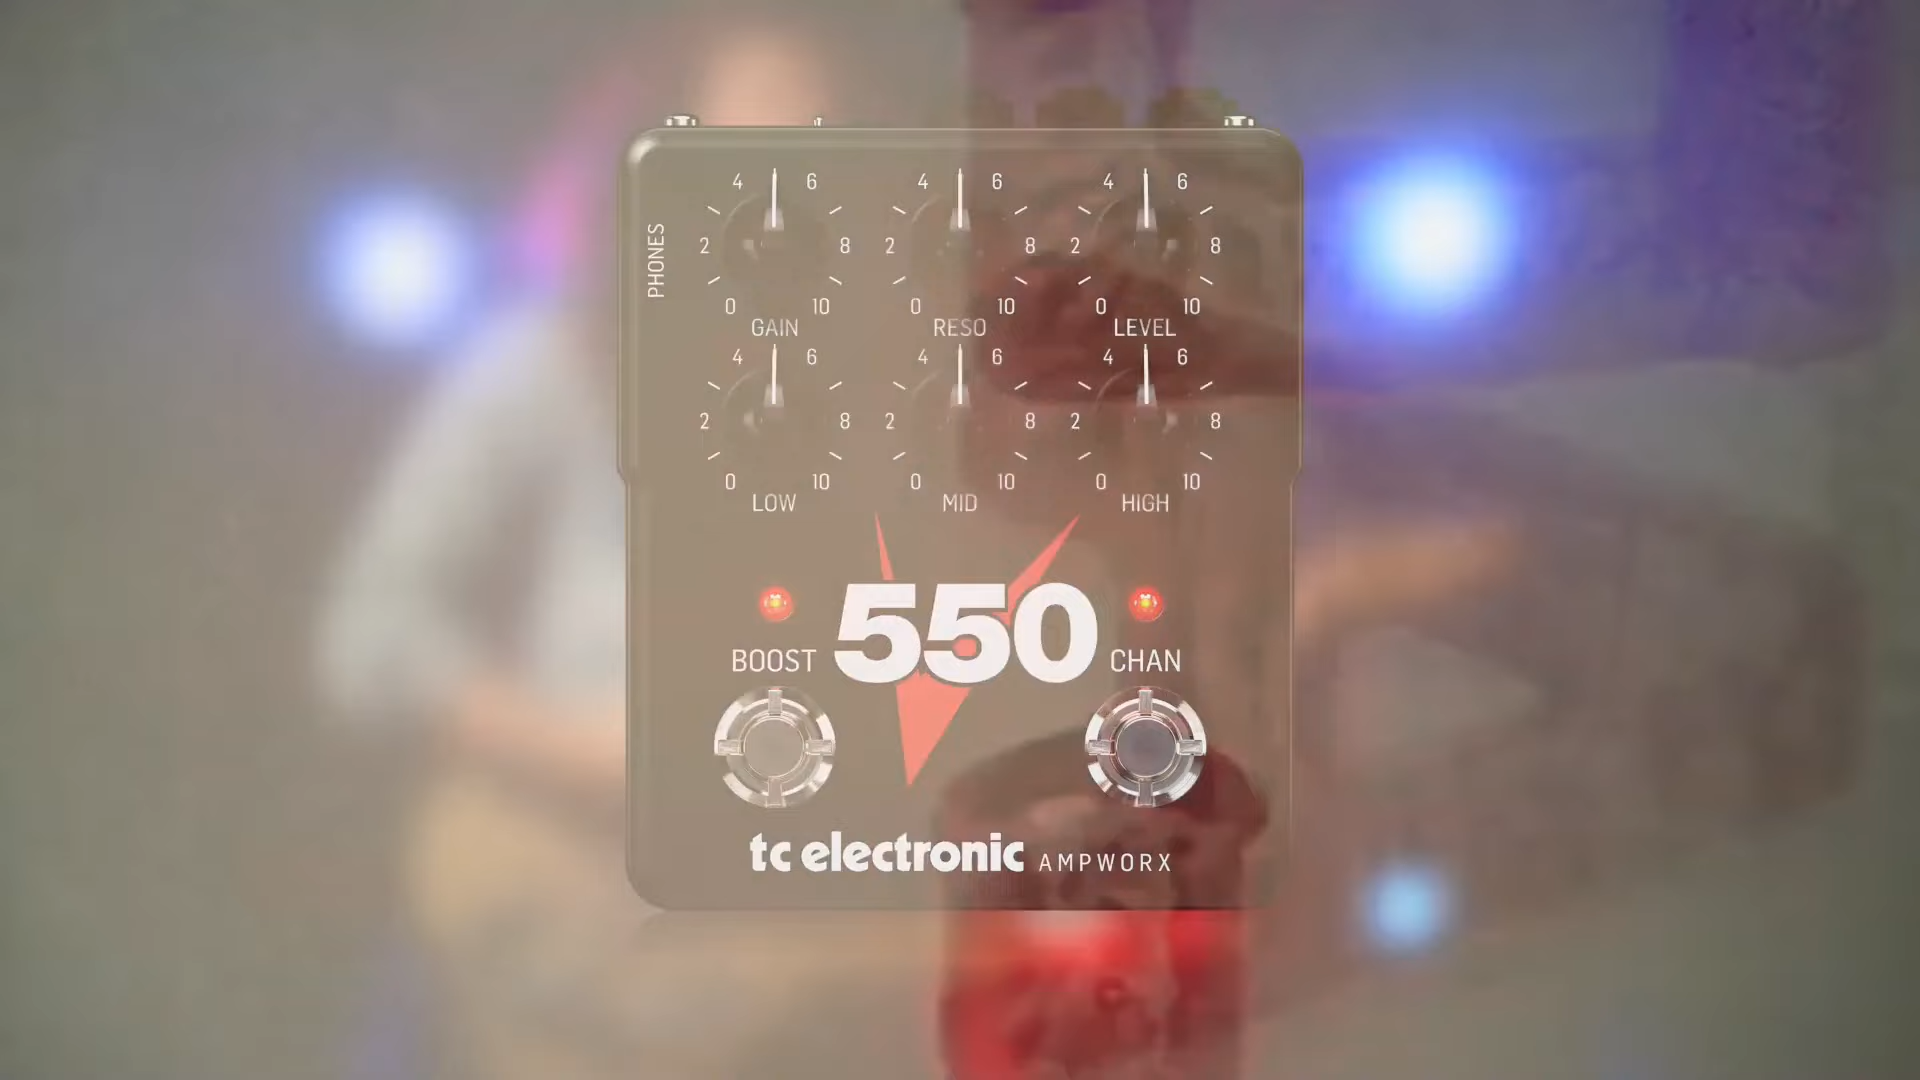 4 6 4 6 4 6
PHONES
2 8 2 8 2 8
0 10 0 10 0 10
GAIN RESO LEVEL
4 6 4 6 4 6
2 8 2 8 2 8
0 10 0 10 0 10
LOW MID HIGH
BOOST 550 CHAN
tc electronic AMPWORX